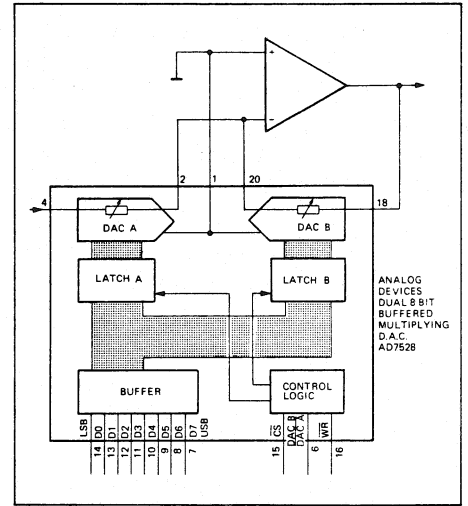 +
−
2
1
20
4
18
DAC A
DAC B
LATCH A
LATCH B
ANALOG
DEVICES
DUAL 8 BIT
BUFFERED
MULTIPLYING
D.A.C.
AD7528
BUFFER
CONTROL
LOGIC
LSB
D0
D1
D2
D3
D4
D5
D6
D7
USB
CS
DAC B
DAC A
WR
14
13
12
11
10
9
8
7
15
6
16